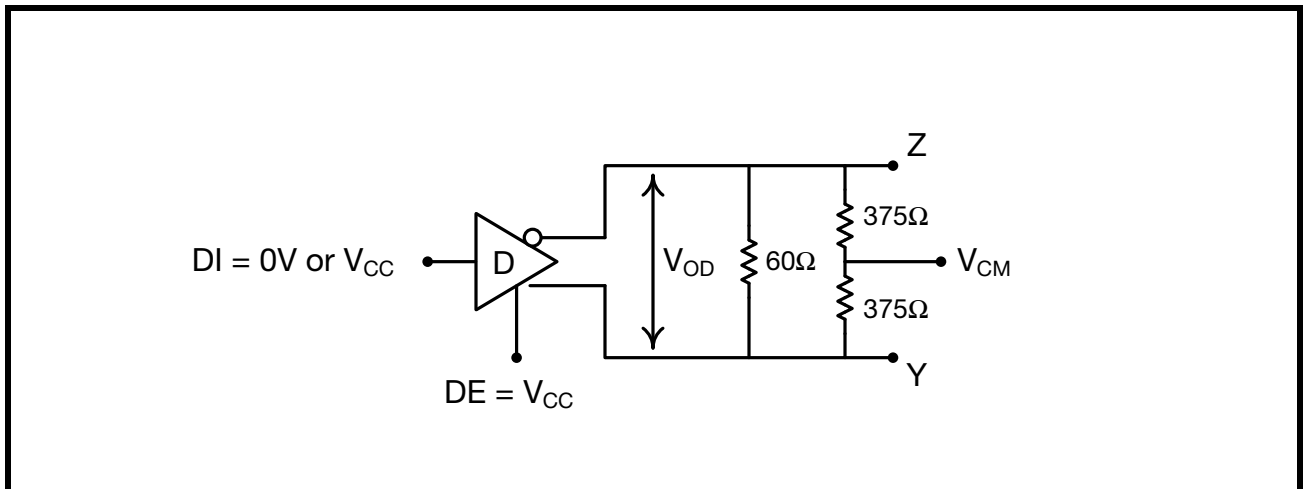 Z
375Ω
DI = 0V or VCC
D
VOD
60Ω
VCM
375Ω
Y
DE = VCC